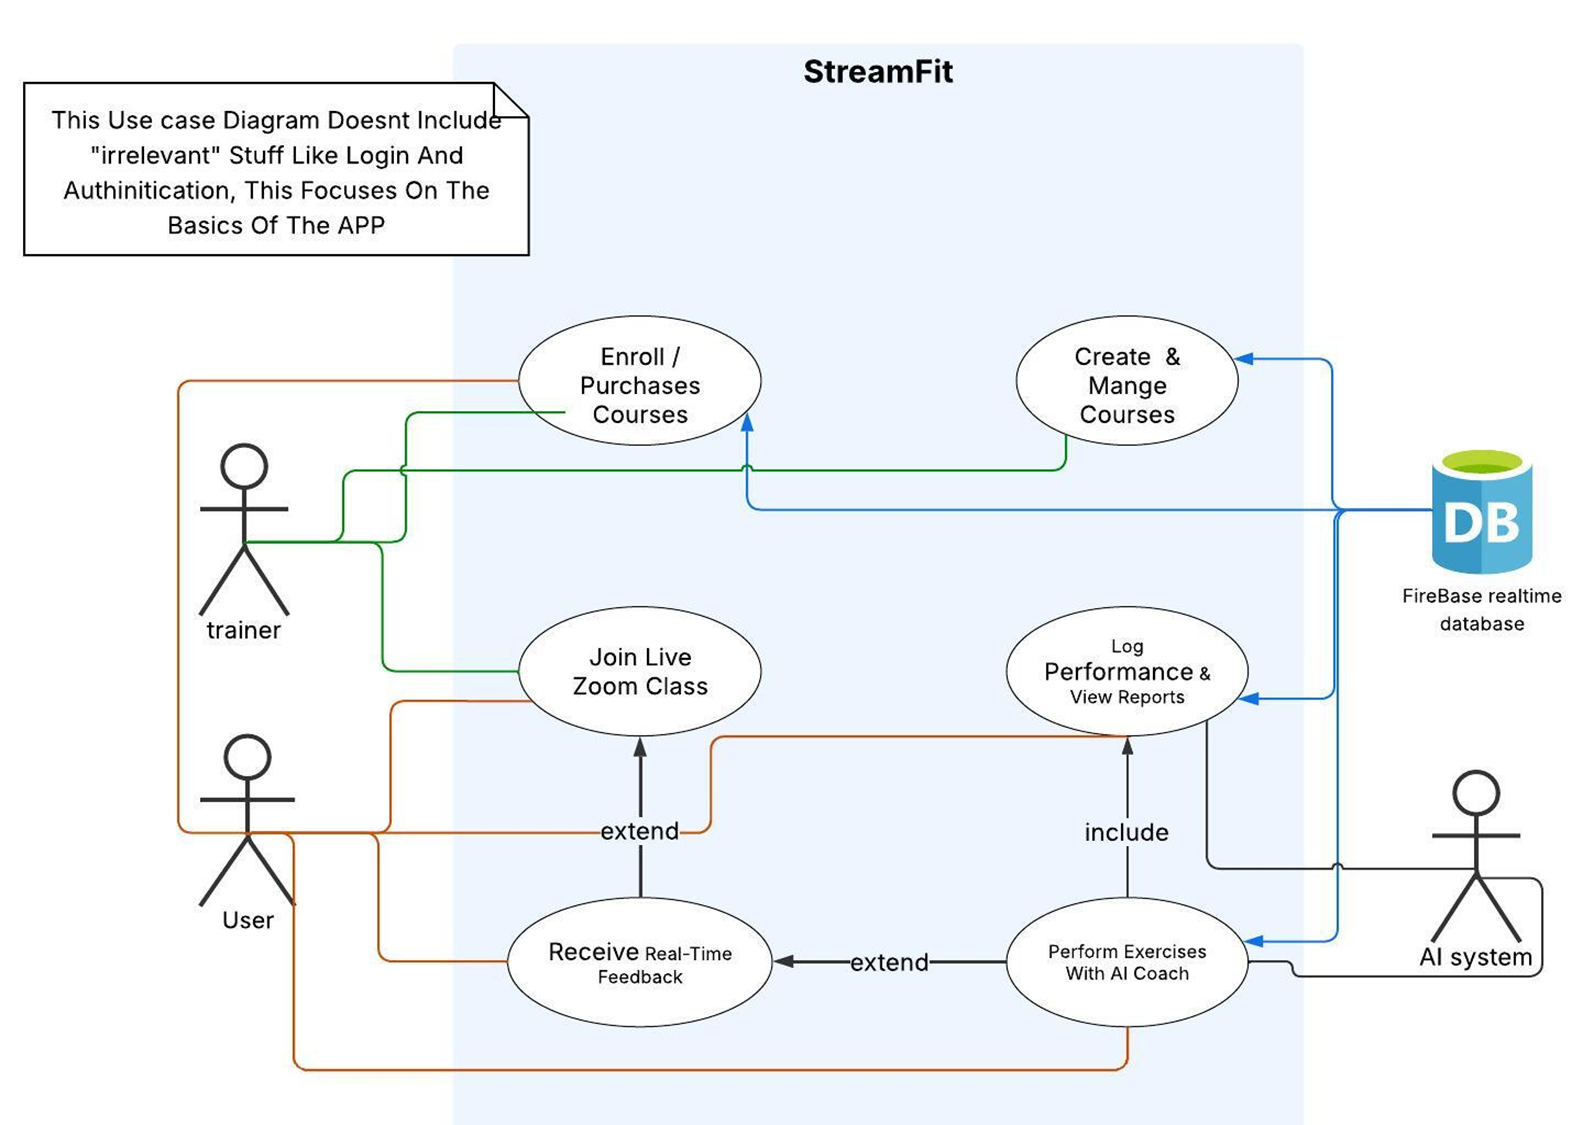 StreamFit
This Use case Diagram Doesnt Include
"irrelevant" Stuff Like Login And
Authinitication, This Focuses On The
Basics Of The APP
Enroll /
Purchases
Courses
Create & 
Mange
Courses
trainer
DB
FireBase realtime
database
Join Live
Zoom Class
Log
Performance &
View Reports
User
extend
include
Receive Real-Time
Feedback
extend
Perform Exercises
With AI Coach
AI system